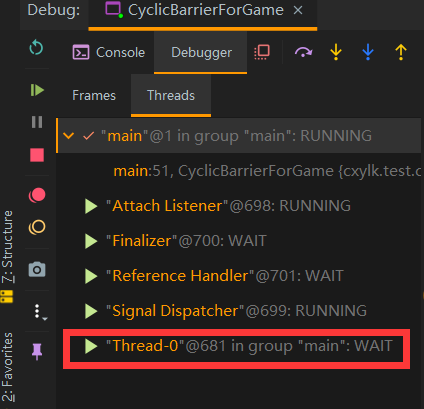 Debug: CyclicBarrierForGame ×
Console Debugger
Frames Threads
"main"@1 in group "main": RUNNING
main:51, CyclicBarrierForGame {cxylk.test.c
"Attach Listener"@698: RUNNING
"Finalizer"@700: WAIT
"Reference Handler"@701: WAIT
"Signal Dispatcher"@699: RUNNING
"Thread-0"@681 in group "main": WAIT
7: Structure
2: Favorites